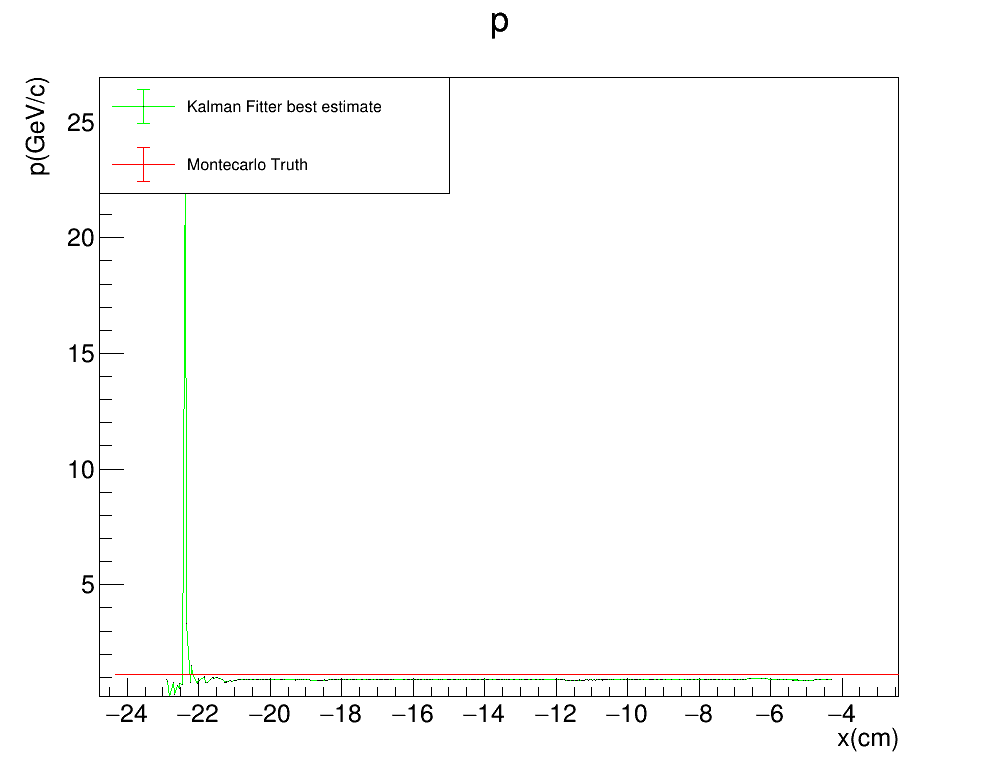 p
p(GeV/c)
Kalman Fitter best estimate
Montecarlo Truth
25
20
15
10
5
−24 −22 −20 −18 −16 −14 −12 −10 −8 −6 −4
x(cm)